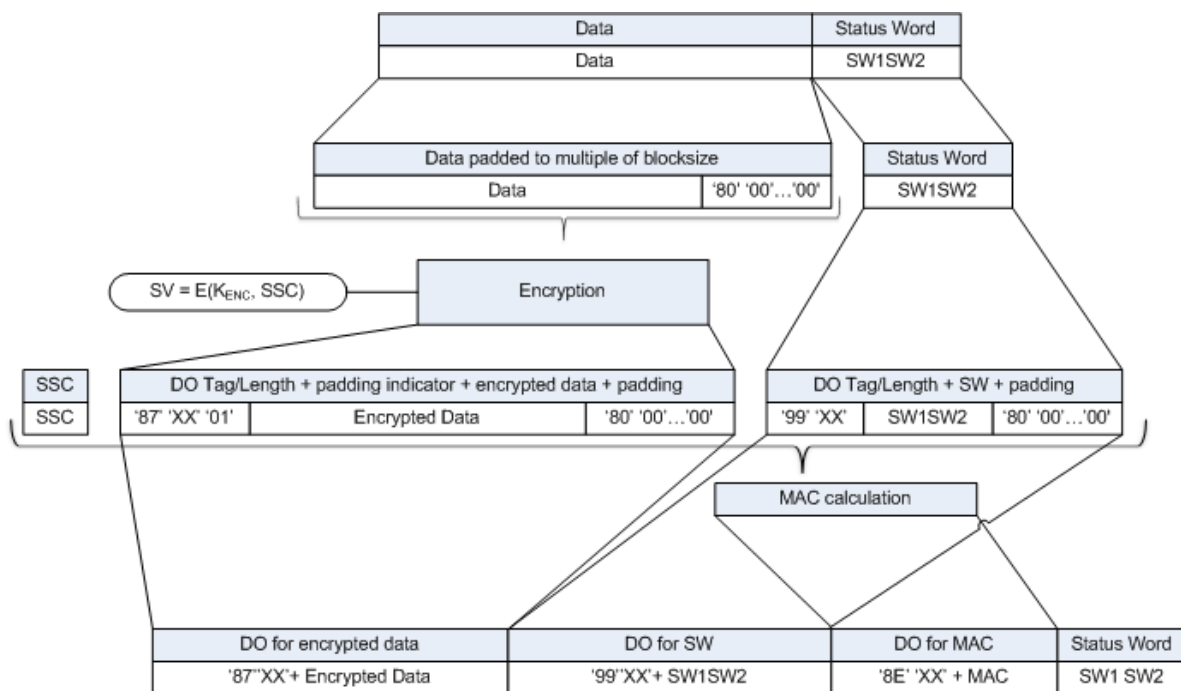 Data Status Word
Data SW1SW2
Data padded to multiple of blocksize Status Word
Data '80' '00'…'00' SW1SW2
SV = E(KENC, SSC) Encryption
SSC DO Tag/Length + padding indicator + encrypted data + padding DO Tag/Length + SW + padding
SSC '87' 'XX' '01' Encrypted Data '80' '00'…'00' '99' 'XX' SW1SW2 '80' '00'…'00'
MAC calculation
DO for encrypted data DO for SW DO for MAC Status Word
'87''XX'+ Encrypted Data '99''XX'+ SW1SW2 '8E' 'XX' + MAC SW1 SW2